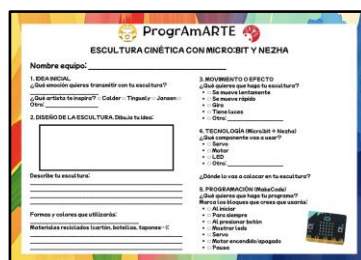 ProgrAmARTE
ESCULTURA CINÉTICA CON MICRO:BIT Y NEZHA
Nombre equipo:
1. IDEA INICIAL
¿Qué emoción quieres transmitir con tu escultura?
¿Qué artista te inspira? □ Calder □ Tinguely □ Jansen □
Otro:
2. DISEÑO DE LA ESCULTURA. Dibuja tu idea:
Describe tu escultura:
Formas y colores que utilizarás:
Materiales reciclados (cartón, botellas, tapones...):
3. MOVIMIENTO O EFECTO
¿Qué quieres que haga tu escultura?
• □ Se mueve lentamente
• □ Se mueve rápido
• □ Gira
• □ Tiene luces
• □ Otro:
4. TECNOLOGÍA (Micro:bit + Nezha)
¿Qué componente vas a usar?
• □ Servo
• □ Motor
• □ LED
• □ Otro:
¿Dónde lo vas a colocar en tu escultura?
5. PROGRAMACIÓN (MakeCode)
¿Qué quieres que haga tu programa?
Marca los bloques que crees que usarás:
• □ Al iniciar
• □ Para siempre
• □ Al presionar botón
• □ Mostrar leds
• □ Servo
• □ Motor encendido/apagado
• □ Pausa